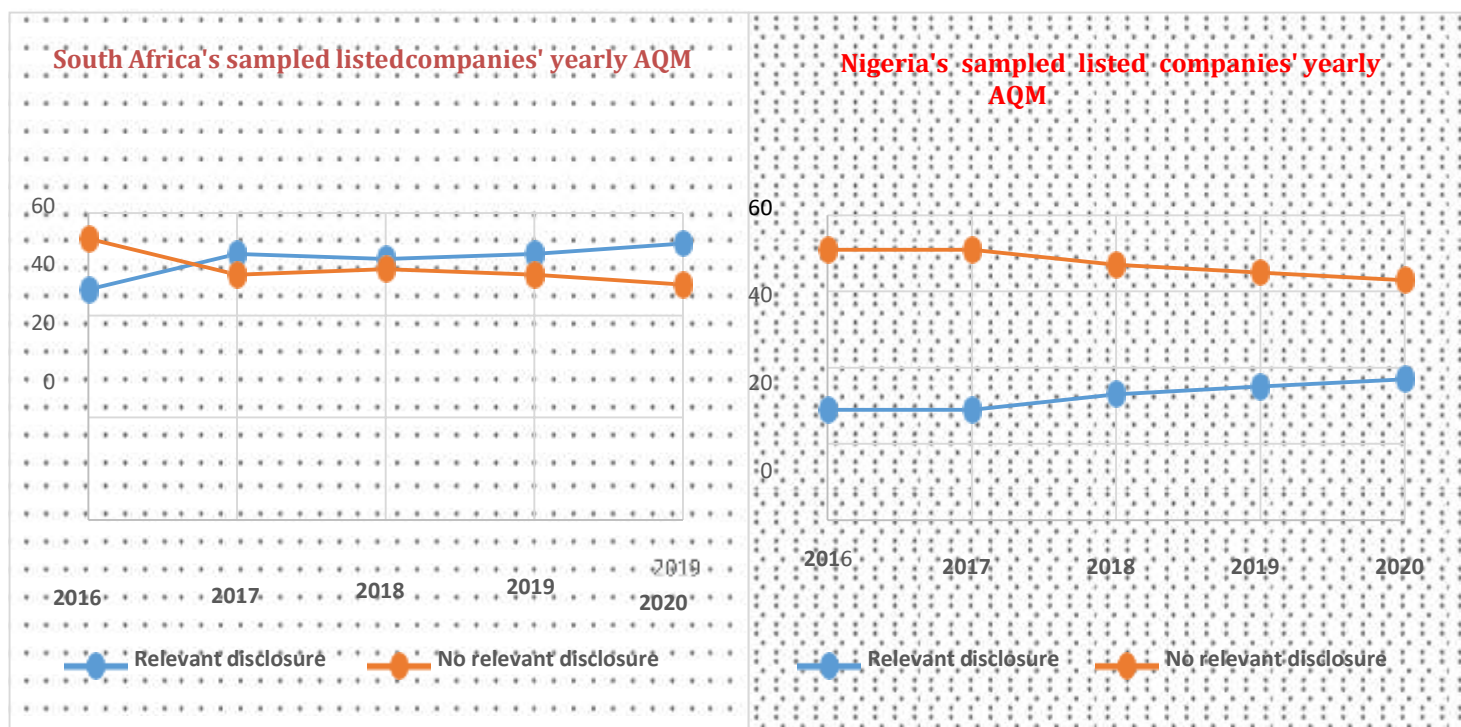 South Africa's sampled listedcompanies' yearly AQM
60
40
20
0
2016
2017
2018
2019
2019
2020
Relevant disclosure
No relevant disclosure
Nigeria's sampled listed companies' yearly
AQM
60
40
20
0
2016
2017
2018
2019
2020
Relevant disclosure
No relevant disclosure